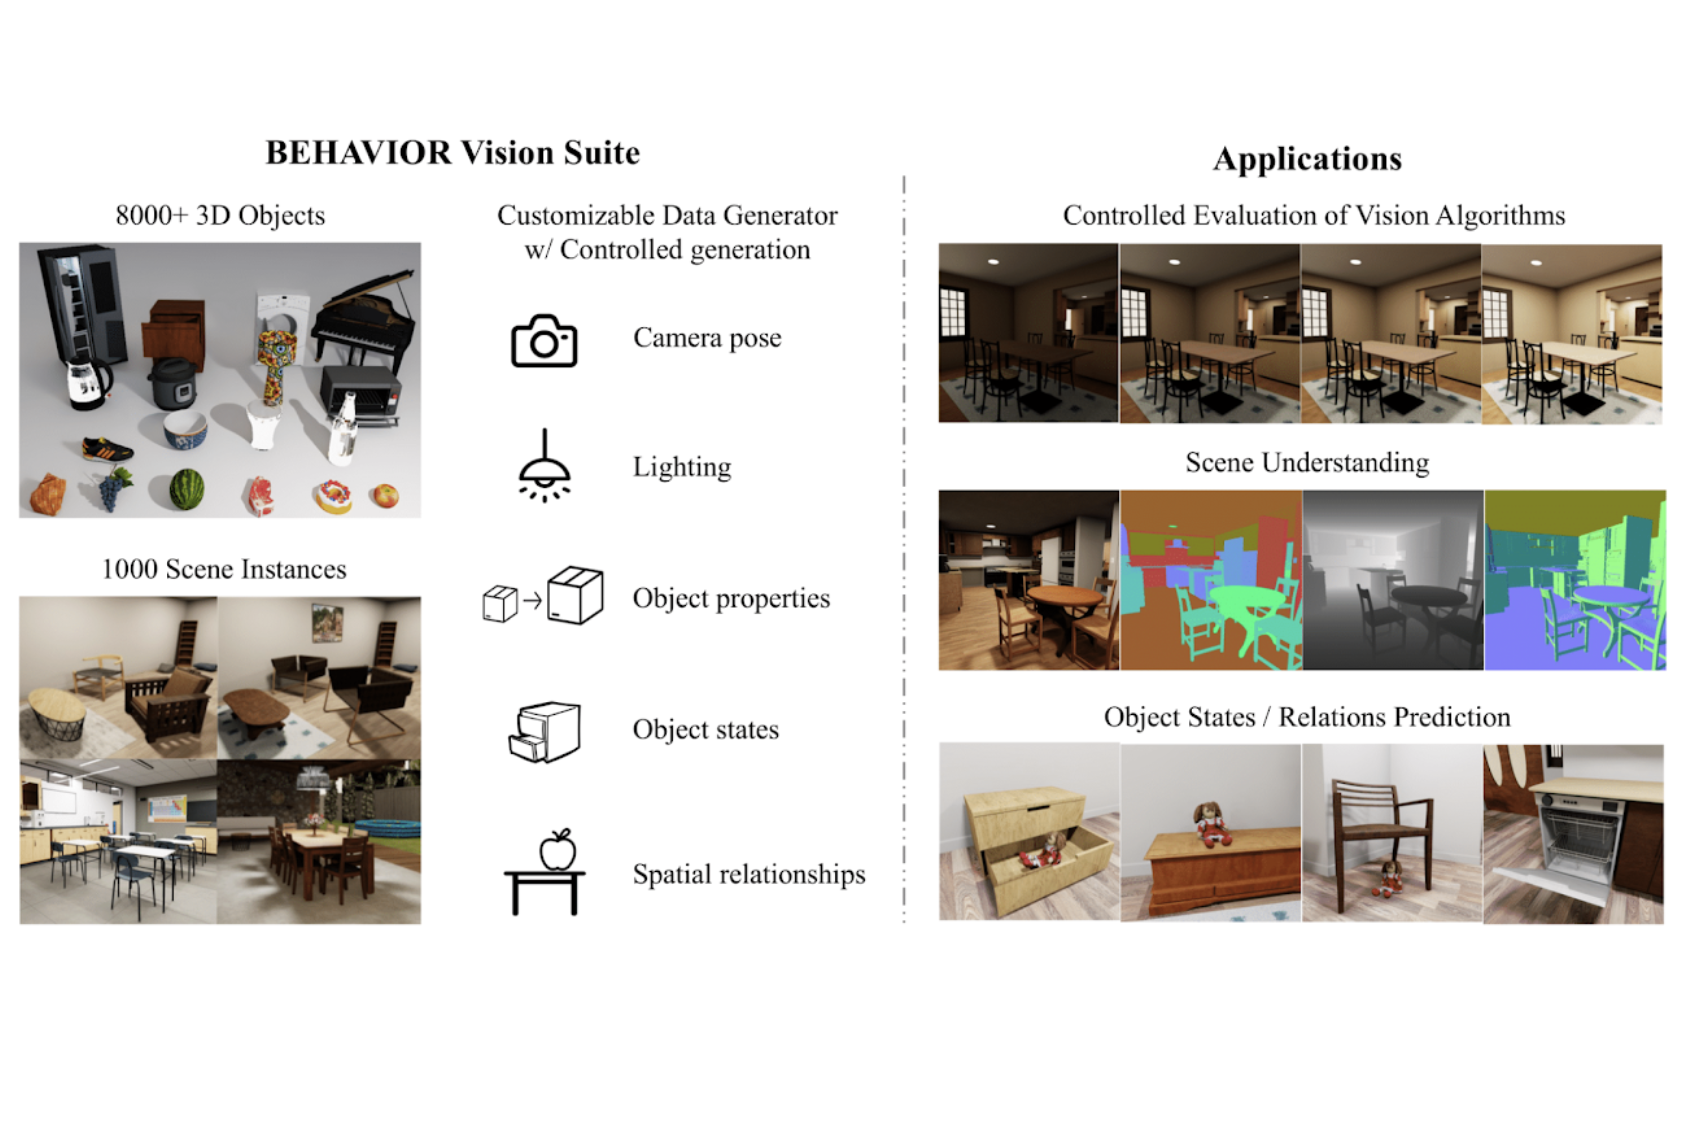 BEHAVIOR Vision Suite
8000+ 3D Objects
1000 Scene Instances
Customizable Data Generator
w/ Controlled generation
Camera pose
Lighting
Object properties
Object states
Spatial relationships
Applications
Controlled Evaluation of Vision Algorithms
Scene Understanding
Object States / Relations Prediction